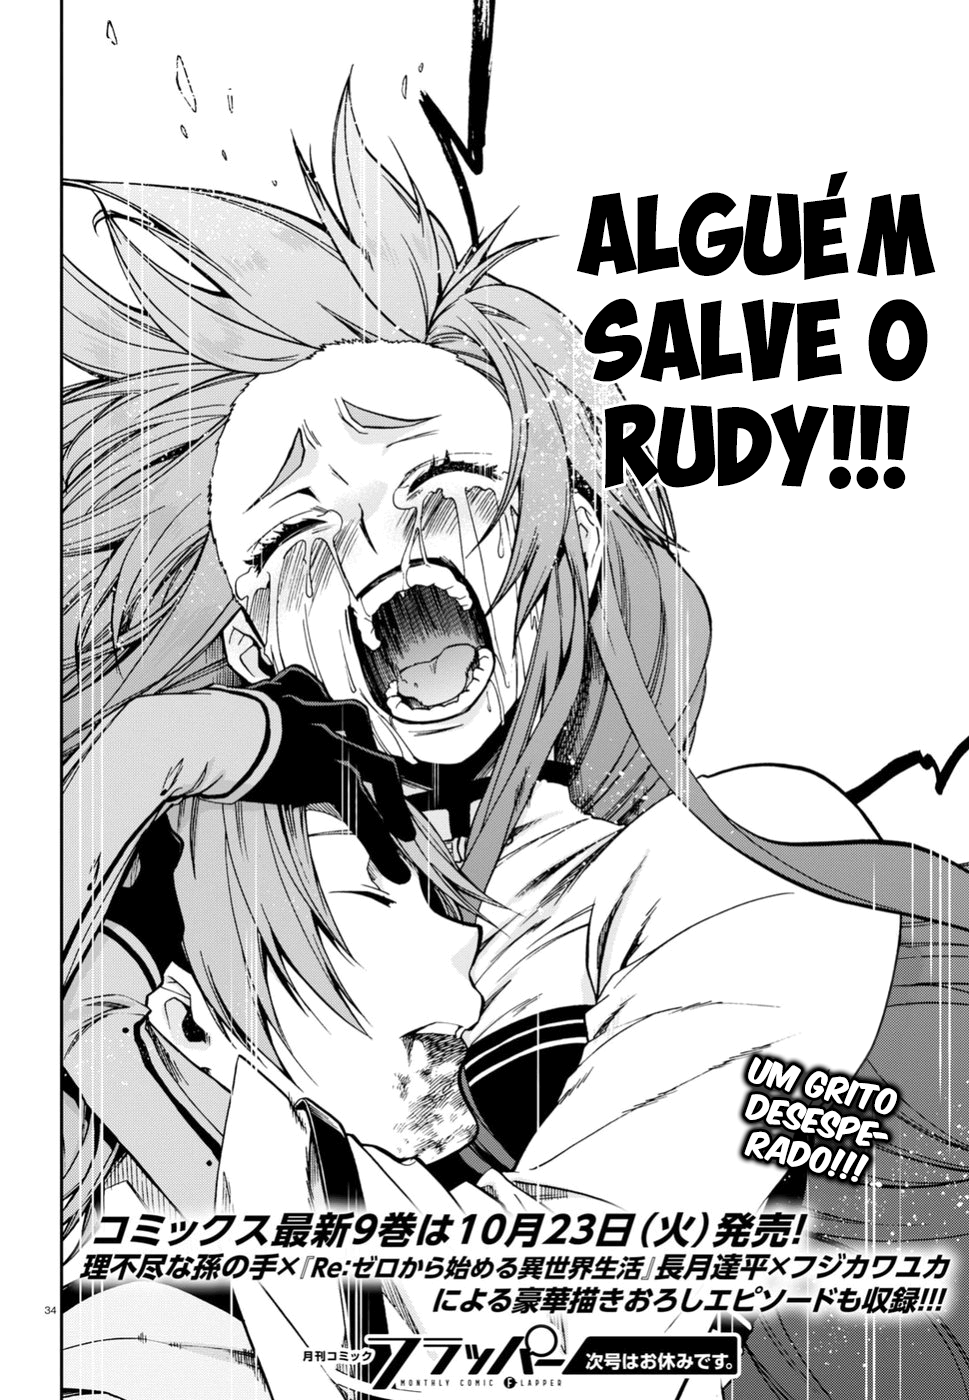 ALGUÉM
SALVE O
RUDY!!!
UM GRITO
DESESPE-
RADO!!!
コミックス最新9巻は10月23日(火)発売!
理不尽な孫の手×『Re:ゼロから始める異世界生活』長月達平×フジカワユカ
による豪華描きおろしエピソードも収録!!!
34
月刊コミック フラッパー 次号はお休みです。
MONTHLY COMIC FLAPPER